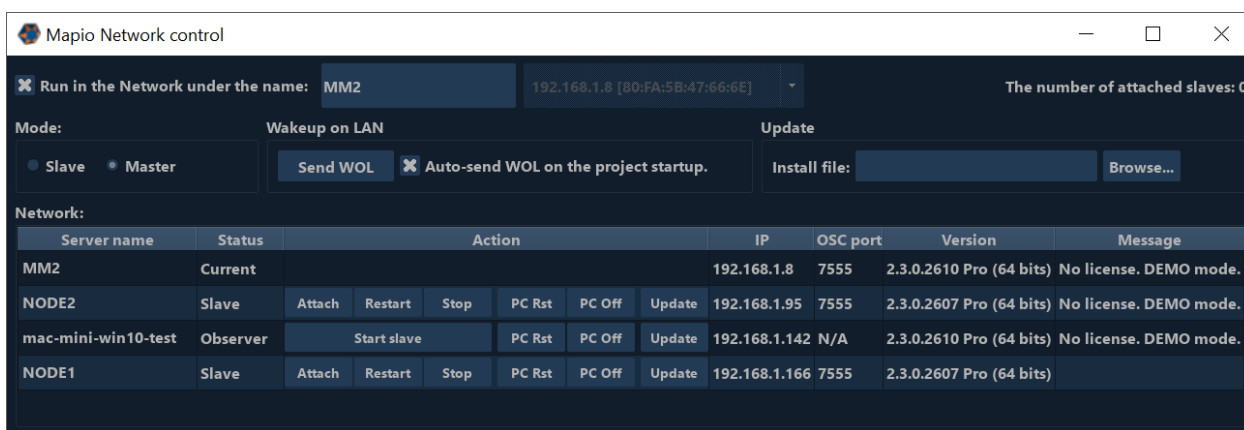 Mapio Network control
Run in the Network under the name: MM2 192.168.1.8 [80:FA:5B:47:66:6E] The number of attached slaves: 0
Mode: Wakeup on LAN Update
Slave Master Send WOL Auto-send WOL on the project startup. Install file: Browse...
Network:
Server name Status Action IP OSC port Version Message
MM2 Current 192.168.1.8 7555 2.3.0.2610 Pro (64 bits) No license. DEMO mode.
NODE2 Slave Attach Restart Stop PC Rst PC Off Update 192.168.1.95 7555 2.3.0.2607 Pro (64 bits) No license. DEMO mode.
mac-mini-win10-test Observer Start slave PC Rst PC Off Update 192.168.1.142 N/A 2.3.0.2610 Pro (64 bits) No license. DEMO mode.
NODE1 Slave Attach Restart Stop PC Rst PC Off Update 192.168.1.166 7555 2.3.0.2607 Pro (64 bits)